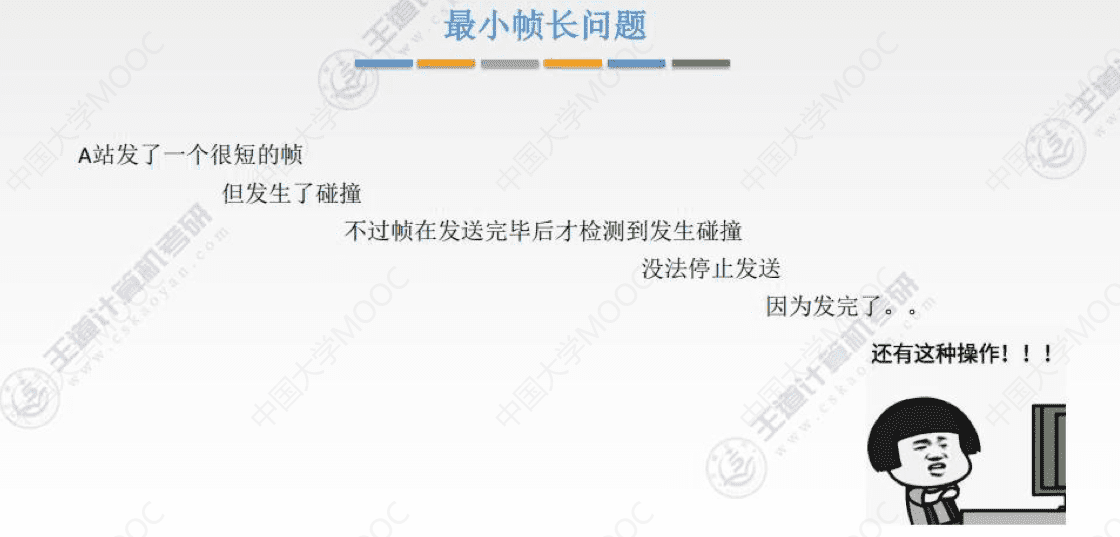 最小帧长问题
A站发了一个很短的帧
但发生了碰撞
不过帧在发送完毕后才检测到发生碰撞
没法停止发送
因为发完了。。
还有这种操作！！！
王道计算机考研
www.cskaoyan.com
中国大学MOOC